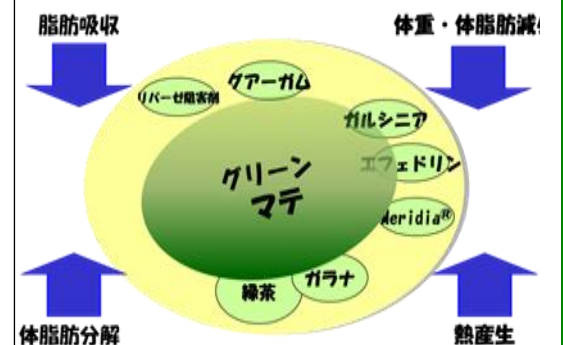 脂肪吸収
体重・体脂肪減
グアーガム
リパーゼ阻害剤
ガルシニア
エフェドリン
グリーン
マテ
Meridia®
ガラナ
緑茶
体脂肪分解
熱産生